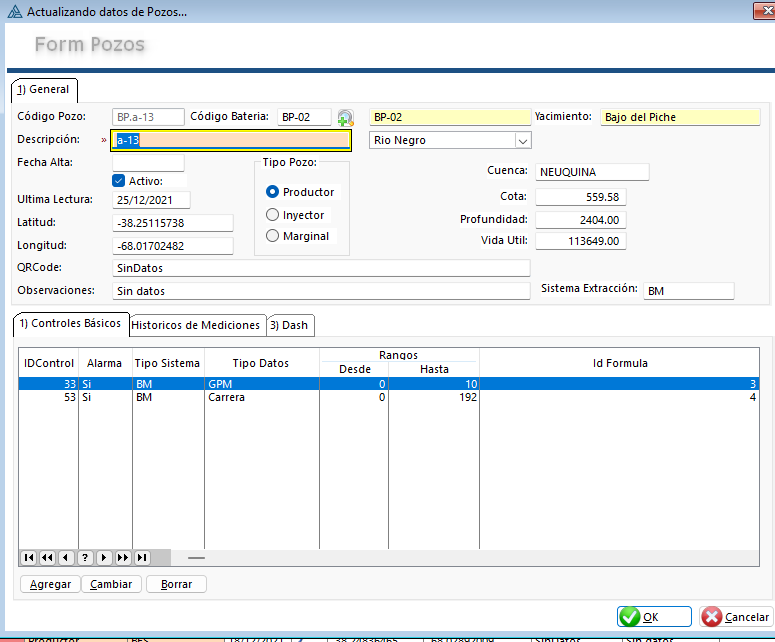 Actualizando datos de Pozos...
Form Pozos
1) General
Código Pozo: BP.a-13 Código Bateria: BP-02 BP-02 Yacimiento: Bajo del Piche
Descripción: » a-13 Rio Negro
Fecha Alta: Tipo Pozo:
Activo: Productor Cuenca: NEUQUINA
Ultima Lectura: 25/12/2021 Cota: 559.58
Latitud: -38.25115738 Inyector Profundidad: 2404.00
Longitud: -68.01702482 Marginal Vida Util: 113649.00
QRCode: SinDatos
Observaciones: Sin datos Sistema Extracción: BM
1) Controles Básicos Historicos de Mediciones 3) Dash
IDControl Alarma Tipo Sistema Tipo Datos Rangos Id Formula
Desde Hasta
33 Si BM GPM 0 10 3
53 Si BM Carrera 0 192 4
?
Agregar Cambiar Borrar
OK Cancelar